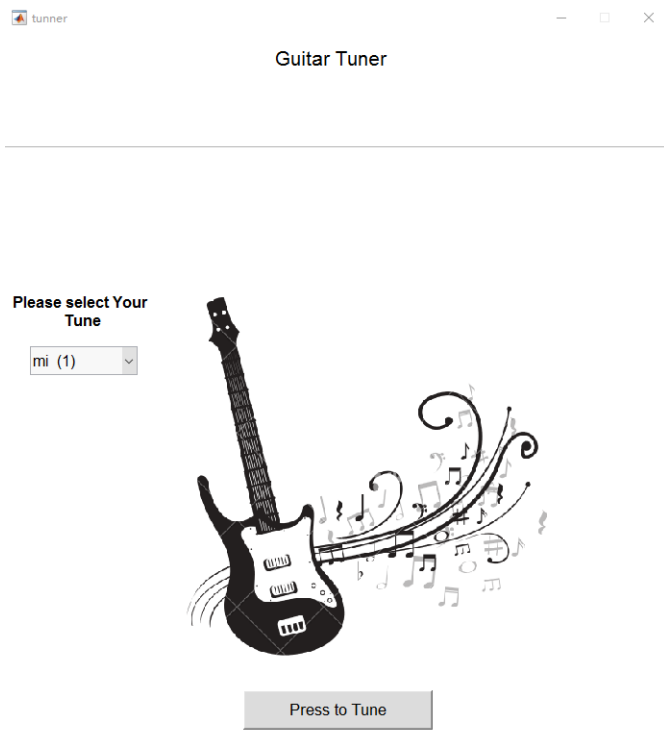 tunner
Guitar Tuner
Please select Your
Tune
mi  (1)
Press to Tune